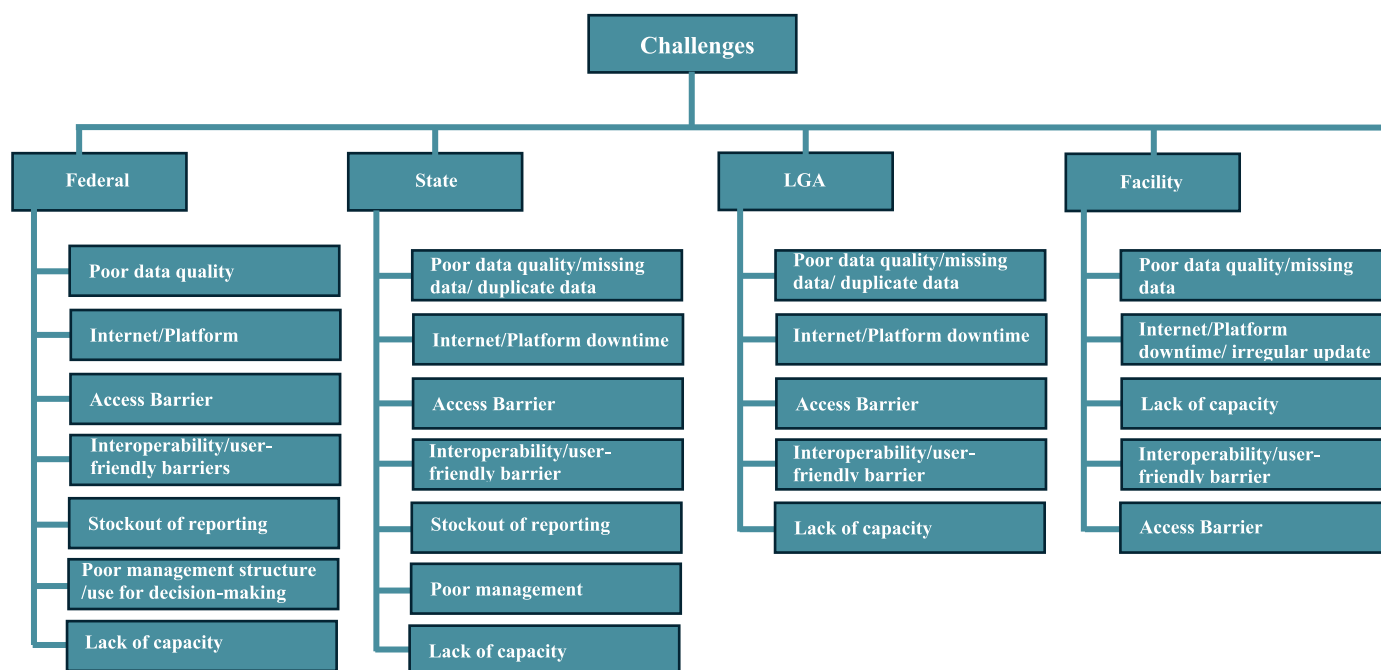 Challenges
Federal
State
LGA
Facility
Poor data quality
Internet/Platform
Access Barrier
Interoperability/user-
friendly barriers
Stockout of reporting
Poor management structure
/use for decision-making
Lack of capacity
Poor data quality/missing
data/ duplicate data
Internet/Platform downtime
Access Barrier
Interoperability/user-
friendly barrier
Stockout of reporting
Poor management
Lack of capacity
Poor data quality/missing
data/ duplicate data
Internet/Platform downtime
Access Barrier
Interoperability/user-
friendly barrier
Lack of capacity
Poor data quality/missing
data
Internet/Platform
downtime/ irregular update
Lack of capacity
Interoperability/user-
friendly barrier
Access Barrier